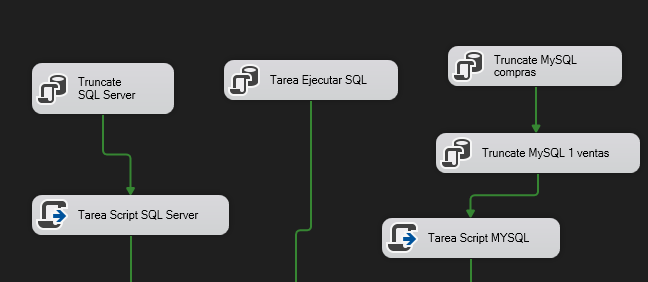 Truncate
SQL Server
Tarea Ejecutar SQL
Truncate MySQL
compras
Truncate MySQL 1 ventas
Tarea Script SQL Server
Tarea Script MYSQL